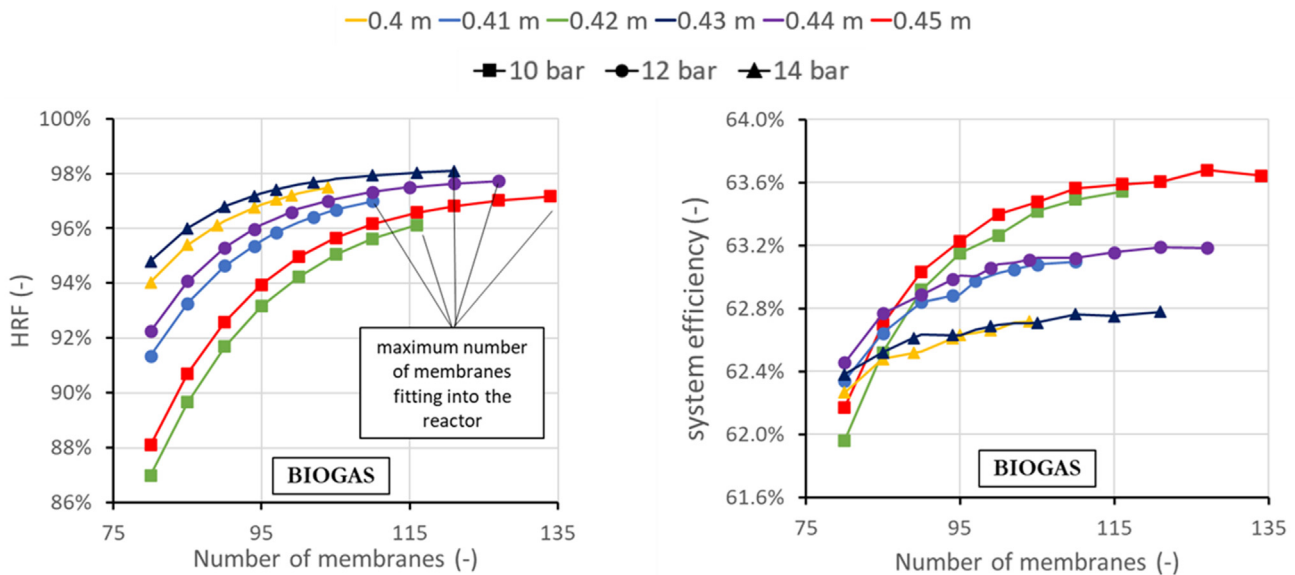 0.4 m 0.41 m 0.42 m 0.43 m 0.44 m 0.45 m
10 bar 12 bar 14 bar
100%
98%
96%
94%
92%
90%
88%
86%
HRF (-)
maximum number
of membranes
fitting into the
reactor
BIOGAS
75 95 115 135
Number of membranes (-)
64.0%
63.6%
63.2%
62.8%
62.4%
62.0%
61.6%
system efficiency (-)
BIOGAS
75 95 115 135
Number of membranes (-)